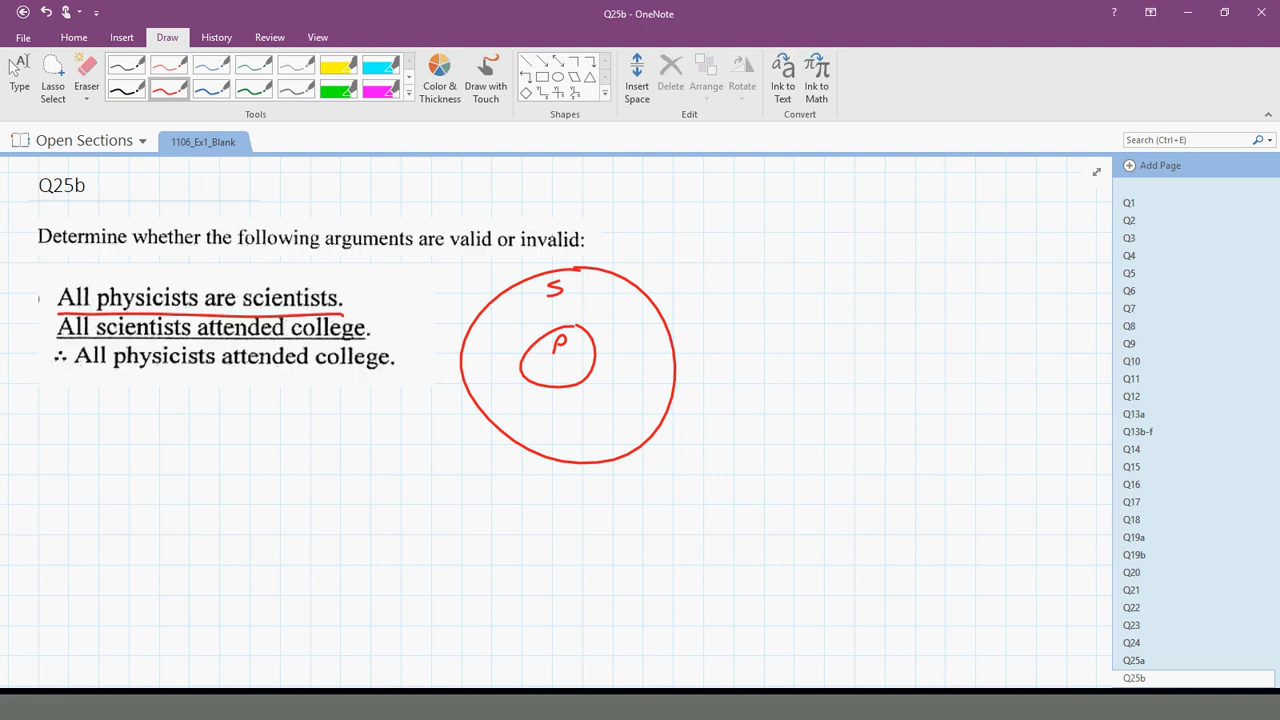 Q25b - OneNote
?
File Home Insert Draw History Review View
Type
Lasso Select
Eraser
Color & Thickness
Draw with Touch
Insert Space
Delete
Arrange
Rotate
Ink to Text
Ink to Math
Tools
Shapes
Edit
Convert
Open Sections
1106_Ex1_Blank
Search (Ctrl+E)
Add Page
Q25b
Determine whether the following arguments are valid or invalid:
All physicists are scientists.
All scientists attended college.
∴ All physicists attended college.
S
P
Q1
Q2
Q3
Q4
Q5
Q6
Q7
Q8
Q9
Q10
Q11
Q12
Q13a
Q13b-f
Q14
Q15
Q16
Q17
Q18
Q19a
Q19b
Q20
Q21
Q22
Q23
Q24
Q25a
Q25b